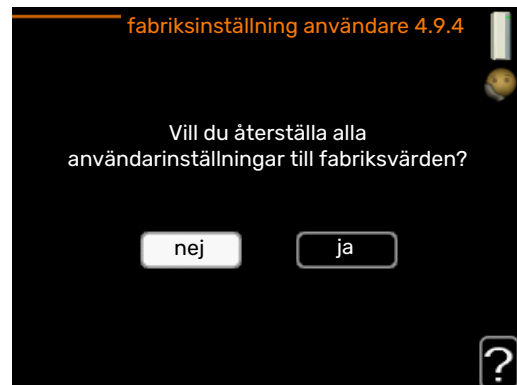 fabriksinställning användare 4.9.4
Vill du återställa alla
användarinställningar till fabriksvärden?
nej
ja
?